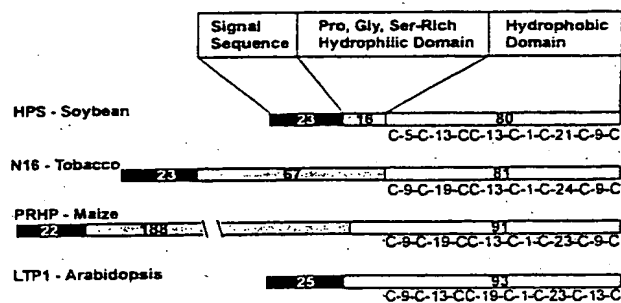 Signal
Sequence
Pro, Gly, Ser-Rich
Hydrophilic Domain
Hydrophobic
Domain
HPS - Soybean
23
16
80
C-5-C-13-CC-13-C-1-C-21-C-9-C
N16 - Tobacco
23
67
81
C-9-C-19-CC-13-C-1-C-24-C-9-C
PRHP - Maize
22
188
91
C-9-C-19-CC-13-C-1-C-23-C-9-C
LTP1 - Arabidopsis
25
93
C-9-C-13-CC-19-C-1-C-23-C-13-C